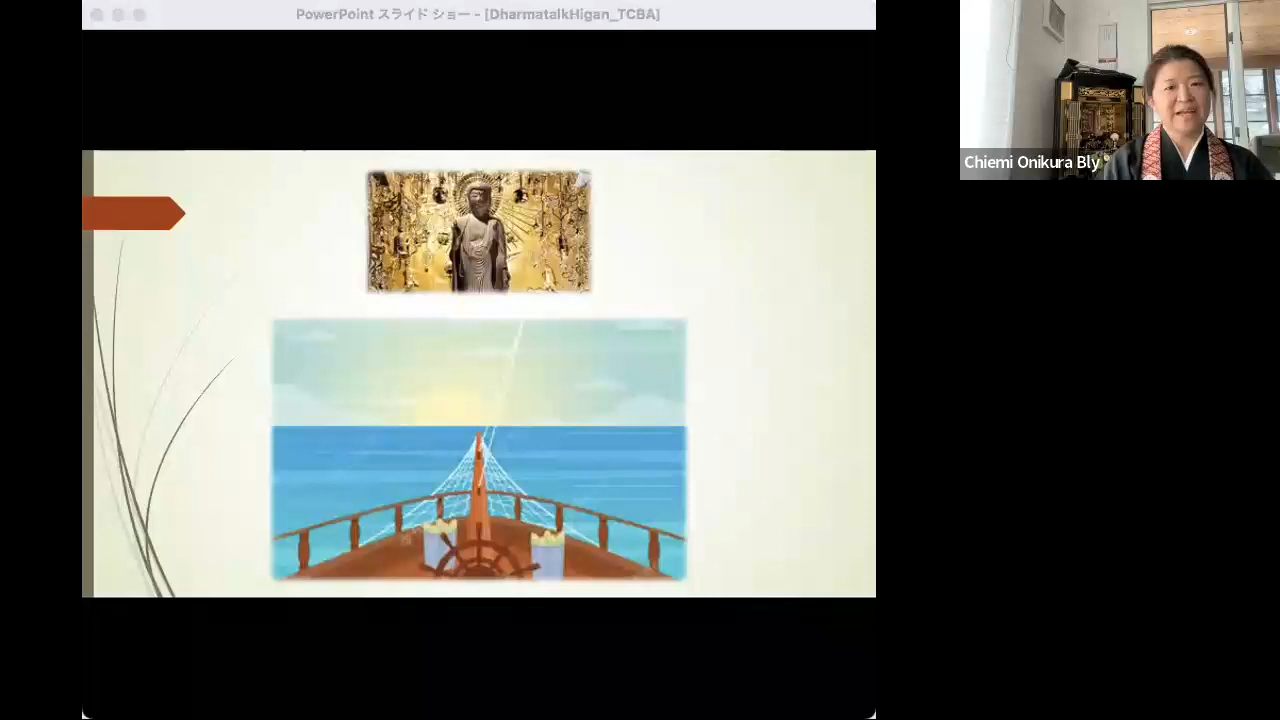 PowerPoint スライド ショー - [DharmatalkHigan_TCBA]
Chiemi Onikura Bly